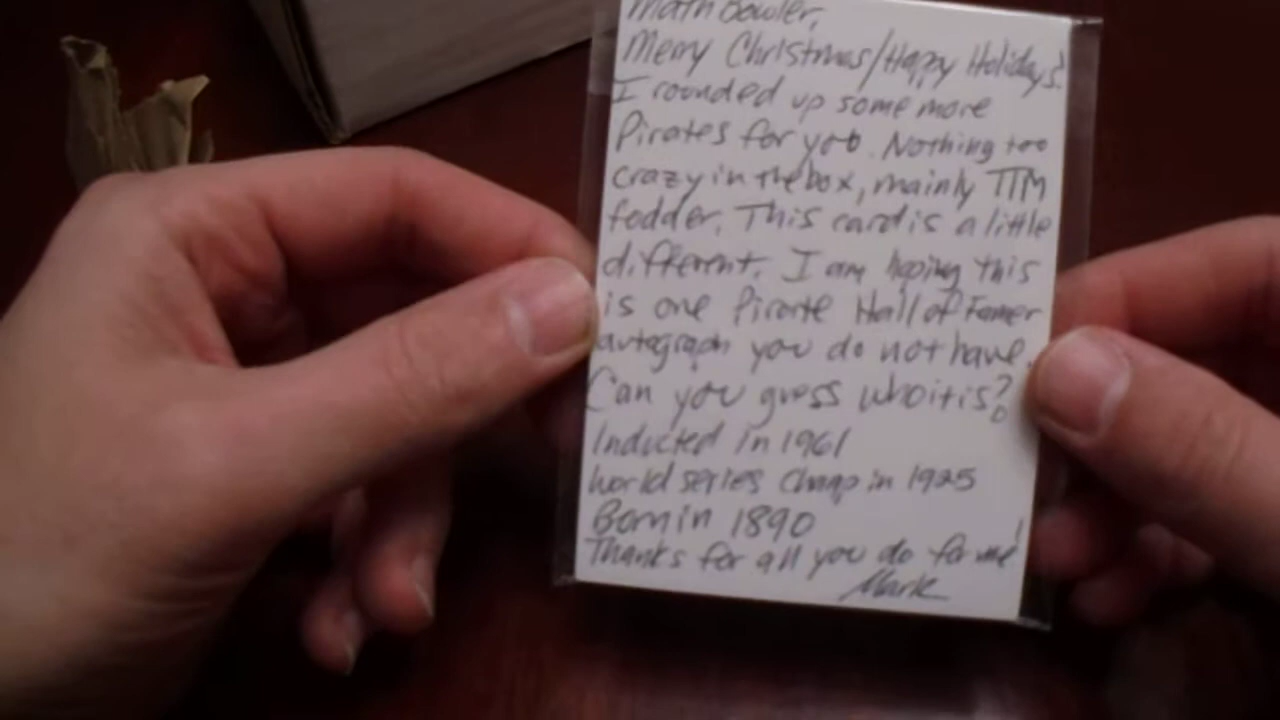 Math Bowler,
Merry Christmas/Happy Holidays!
I rounded up some more
Pirates for you. Nothing too
crazy in the box, mainly TTM
fodder. This card is a little
different. I am hoping this
is one Pirate Hall of Famer
autograph you do not have.
Can you guess who it is?
Inducted in 1961
World series Champ in 1925
Born in 1890
Thanks for all you do for me!
Mark